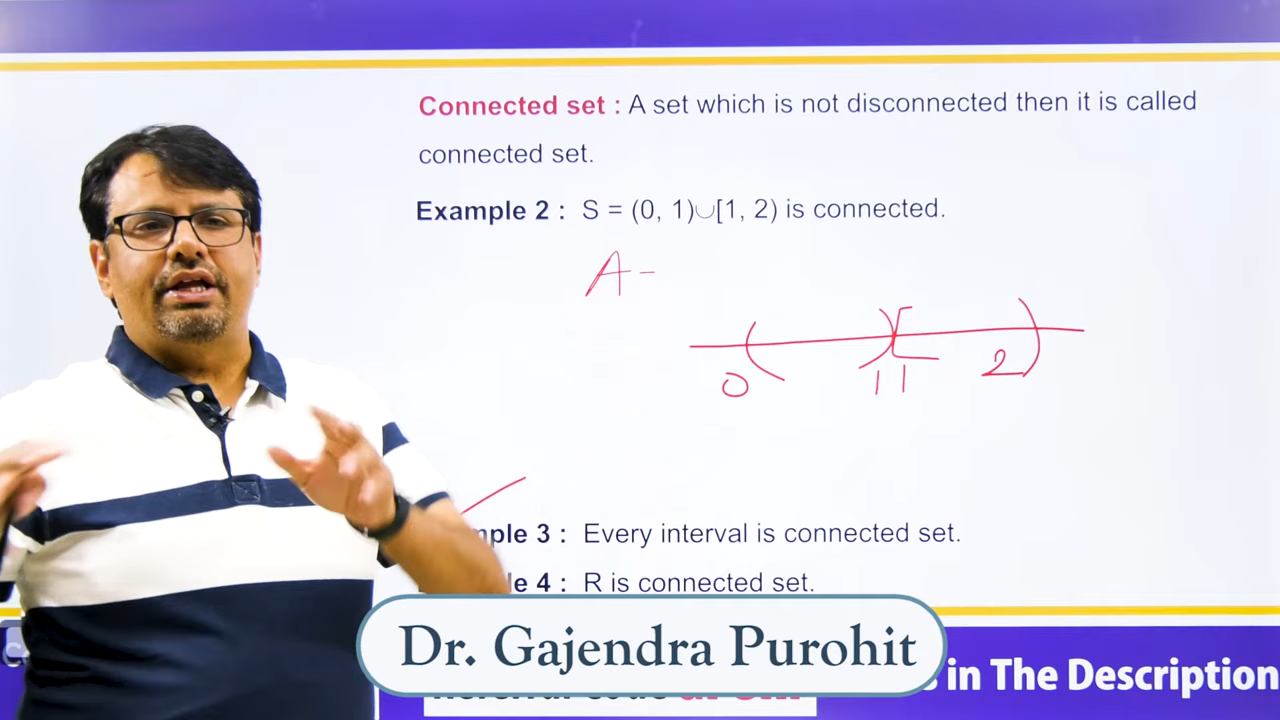 Connected set : A set which is not disconnected then it is called
connected set.
Example 2 : S = (0, 1)∪[1, 2) is connected.
A -
0 1 1 2
mple 3 : Every interval is connected set.
le 4 : R is connected set.
Dr. Gajendra Purohit
in The Description